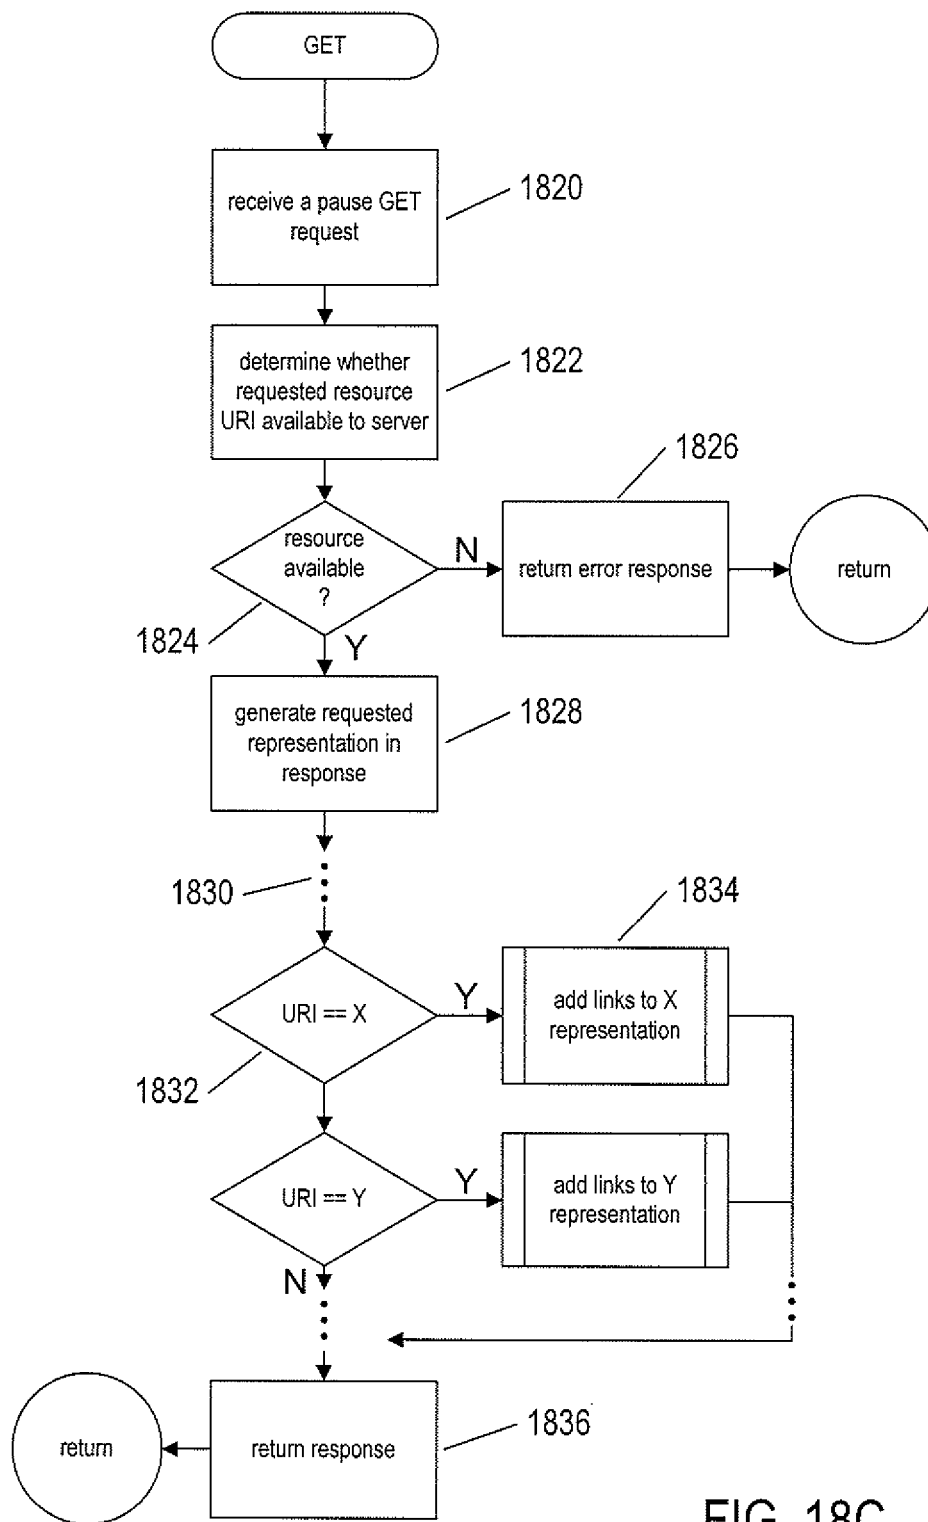 GET
receive a pause GET
request
1820
determine whether
requested resource
URI available to server
1822
resource
available
?
1824
N
return error response
1826
return
Y
generate requested
representation in
response
1828
1830
URI == X
1832
Y
add links to X
representation
1834
URI == Y
Y
add links to Y
representation
N
return response
1836
return
FIG. 18C